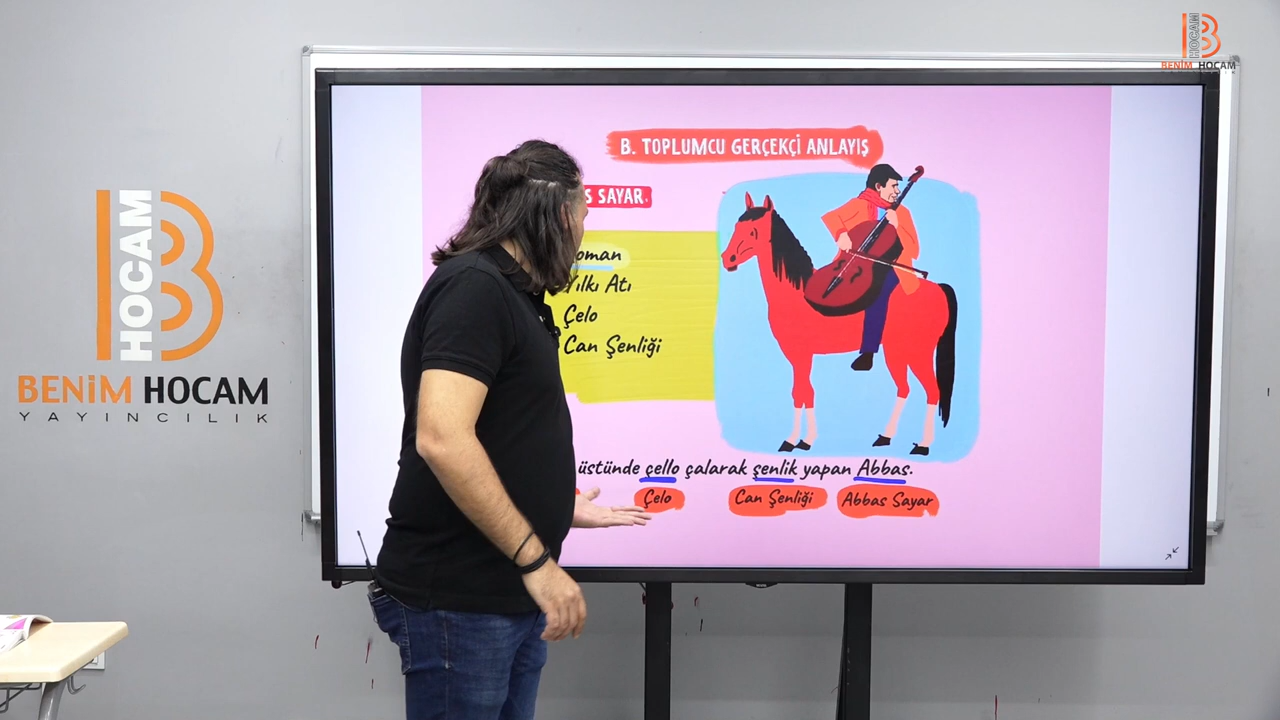 BENİM HOCAM
B. TOPLUMCU GERÇEKÇİ ANLAYIŞ
SAYAR
Yılkı Atı
Çelo
Can Şenliği
üstünde çello çalarak şenlik yapan Abbas.
Çelo
Can Şenliği
Abbas Sayar
HOCAM
BENİM HOCAM
YAYINCILIK